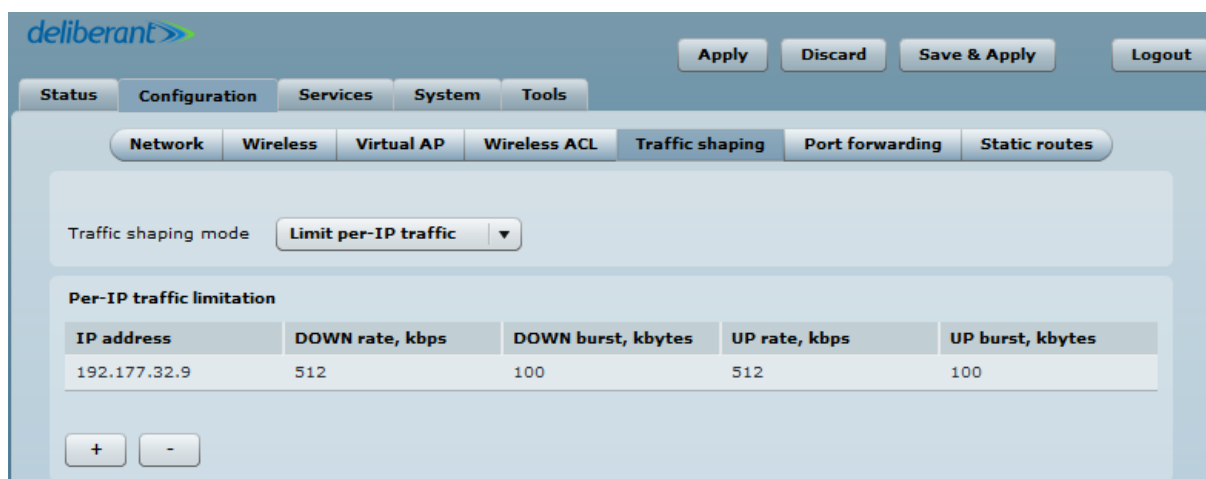 deliberant
Apply Discard Save & Apply Logout
Status Configuration Services System Tools
Network Wireless Virtual AP Wireless ACL Traffic shaping Port forwarding Static routes
Traffic shaping mode Limit per-IP traffic
Per-IP traffic limitation
IP address DOWN rate, kbps DOWN burst, kbytes UP rate, kbps UP burst, kbytes
192.177.32.9 512 100 512 100
+ -